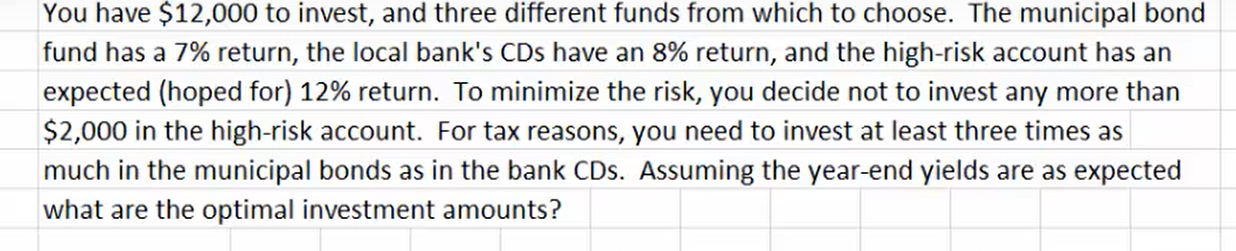 You have $12,000 to invest, and three different funds from which to choose.  The municipal bond
fund has a 7% return, the local bank's CDs have an 8% return, and the high-risk account has an
expected (hoped for) 12% return.  To minimize the risk, you decide not to invest any more than
$2,000 in the high-risk account.  For tax reasons, you need to invest at least three times as
much in the municipal bonds as in the bank CDs.  Assuming the year-end yields are as expected
what are the optimal investment amounts?